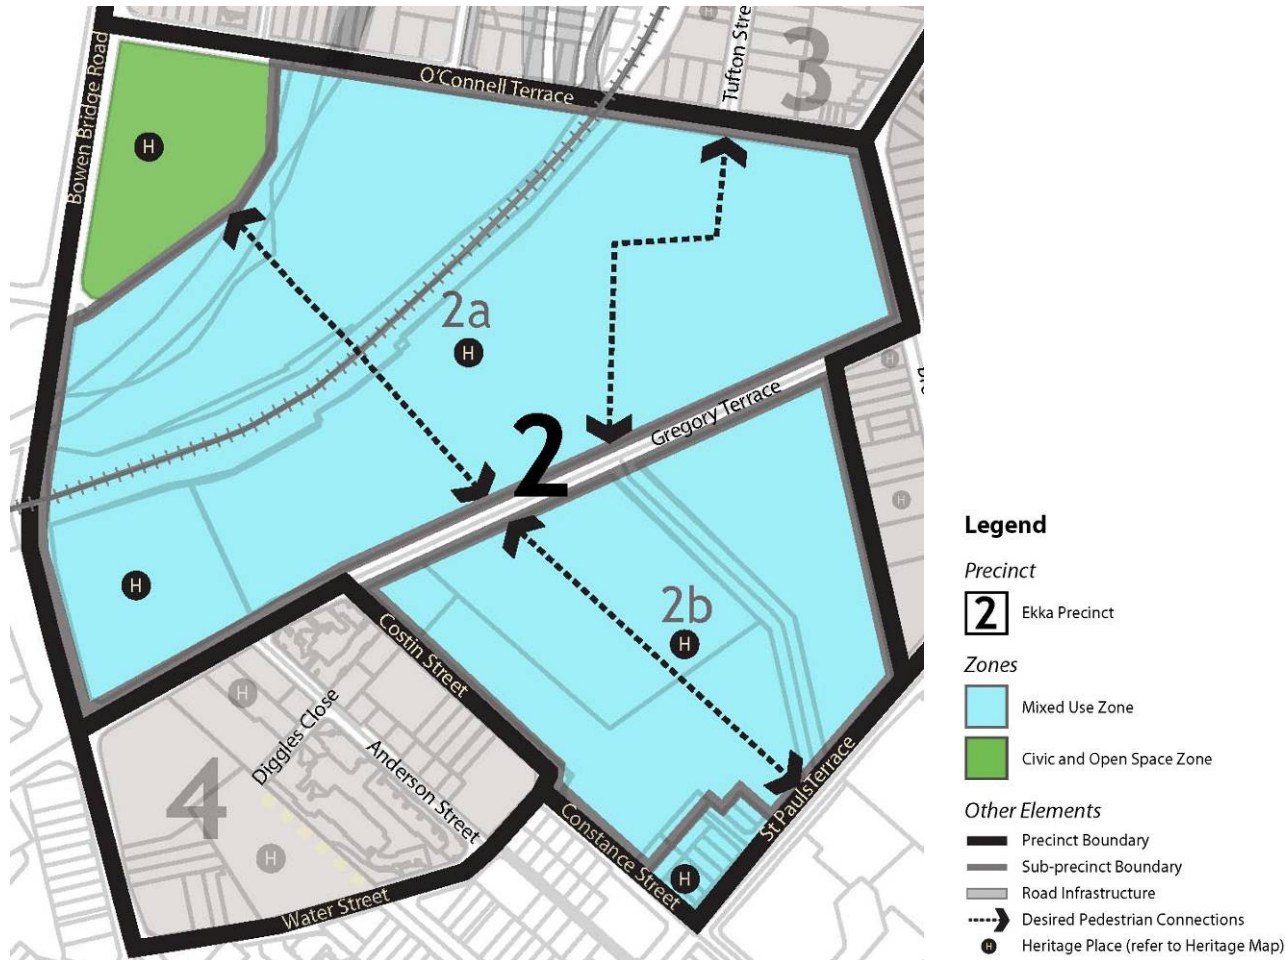 Bowen Bridge Road
O'Connell Terrace
Tufton Stre
3
H
H
2a
H
2
Gregory Terrace
H
H
H
H
2b
H
Costin Street
Diggles Close
Anderson Street
4
H
H
Water Street
Constance Street
H
St Pauls Terrace
Legend
Precinct
2 Ekka Precinct
Zones
Mixed Use Zone
Civic and Open Space Zone
Other Elements
Precinct Boundary
Sub-precinct Boundary
Road Infrastructure
Desired Pedestrian Connections
H Heritage Place (refer to Heritage Map)